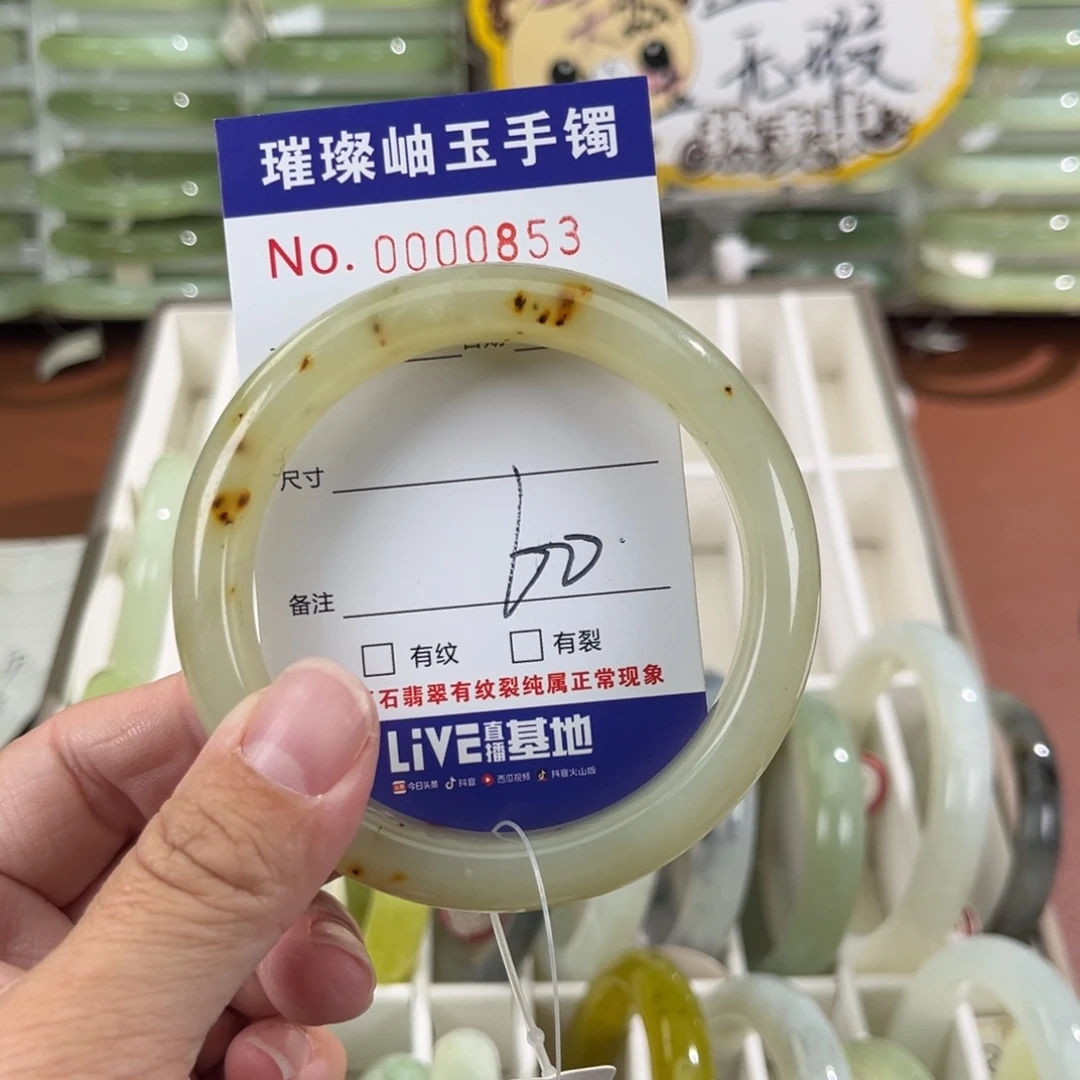 无瑕
璀璨岫玉手镯
No. 0000853
尺寸
60
备注
有纹 有裂
石翡翠有纹裂纯属正常现象
LiVE直播基地
今日头条 抖音 西瓜视频 抖音火山版